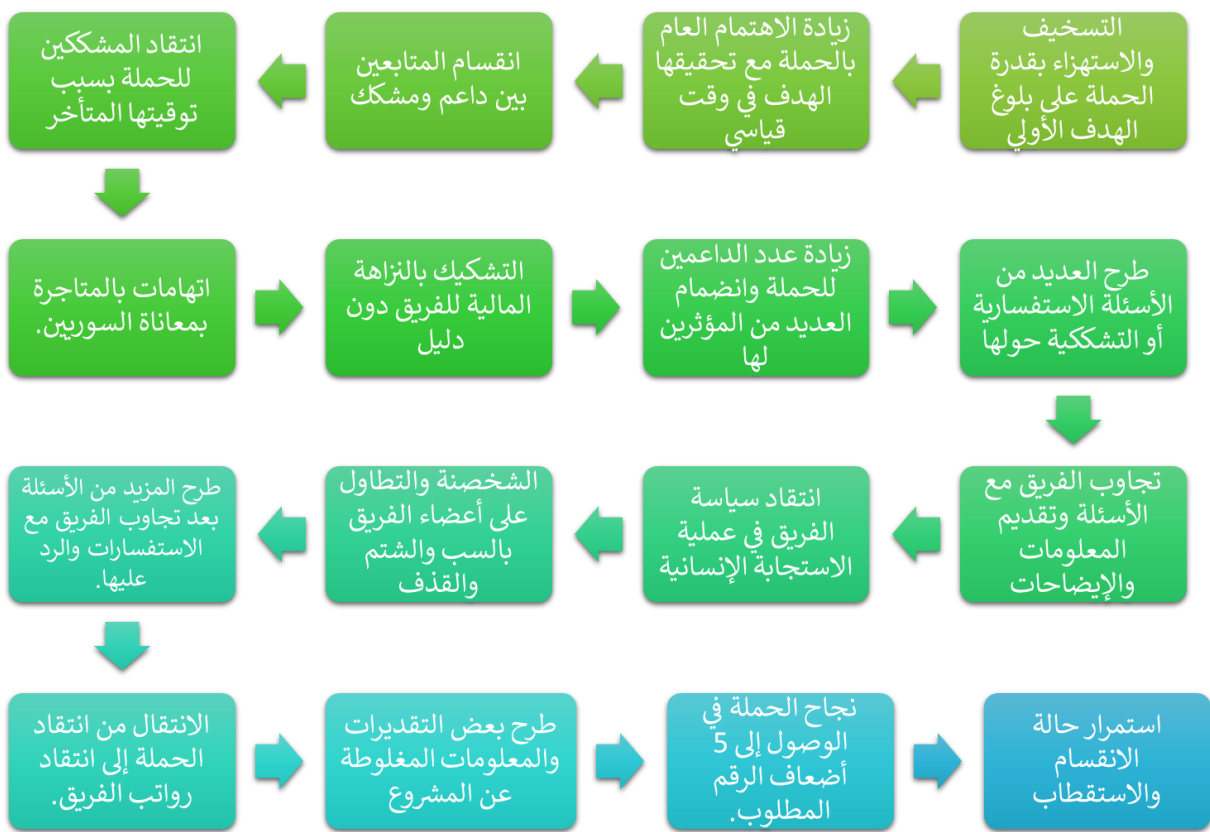 التسخيف
والاستهزاء بقدرة
الحملة على بلوغ
الهدف الأولي
زيادة الاهتمام العام
بالحملة مع تحقيقها
الهدف في وقت
قياسي
انقسام المتابعين
بين داعم ومشكك
انتقاد المشككين
للحملة بسبب
توقيتها المتأخر
اتهامات بالمتاجرة
بمعاناة السوريين.
التشكيك بالنزاهة
المالية للفريق دون
دليل
زيادة عدد الداعمين
للحملة وانضمام
العديد من المؤثرين
لها
طرح العديد من
الأسئلة الاستفسارية
أو التشككية حولها
تجاوب الفريق مع
الأسئلة وتقديم
المعلومات
والإيضاحات
انتقاد سياسة
الفريق في عملية
الاستجابة الإنسانية
الشخصنة والتطاول
على أعضاء الفريق
بالسب والشتم
والقذف
طرح المزيد من الأسئلة
بعد تجاوب الفريق مع
الاستفسارات والرد
عليها.
الانتقال من انتقاد
الحملة إلى انتقاد
رواتب الفريق.
طرح بعض التقديرات
والمعلومات المغلوطة
عن المشروع
نجاح الحملة في
الوصول إلى 5
أضعاف الرقم
المطلوب.
استمرار حالة
الانقسام
والاستقطاب